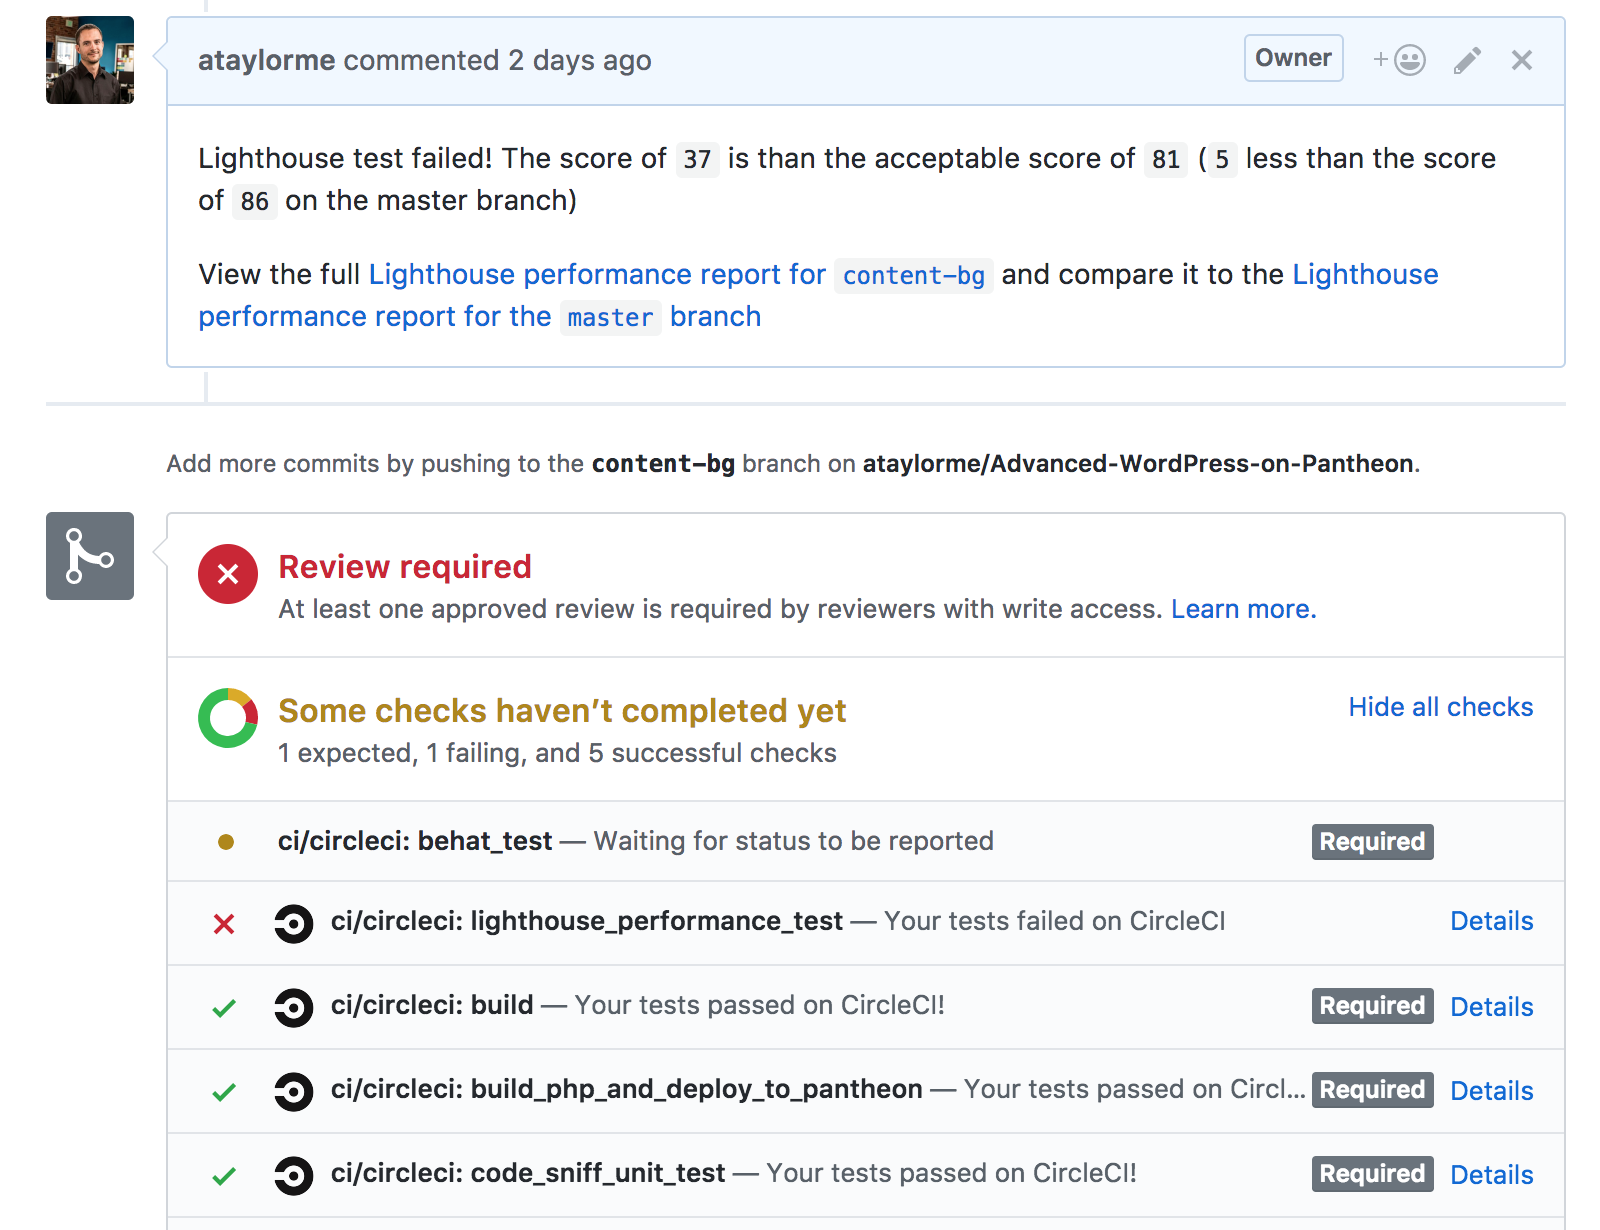 ataylorme commented 2 days ago
Owner
Lighthouse test failed! The score of 37 is than the acceptable score of 81 (5 less than the score
of 86 on the master branch)
View the full Lighthouse performance report for content-bg and compare it to the Lighthouse
performance report for the master branch
Add more commits by pushing to the content-bg branch on ataylorme/Advanced-WordPress-on-Pantheon.
Review required
At least one approved review is required by reviewers with write access. Learn more.
Some checks haven’t completed yet
Hide all checks
1 expected, 1 failing, and 5 successful checks
ci/circleci: behat_test — Waiting for status to be reported Required
ci/circleci: lighthouse_performance_test — Your tests failed on CircleCI Details
ci/circleci: build — Your tests passed on CircleCI! Required Details
ci/circleci: build_php_and_deploy_to_pantheon — Your tests passed on Circl... Required Details
ci/circleci: code_sniff_unit_test — Your tests passed on CircleCI! Required Details